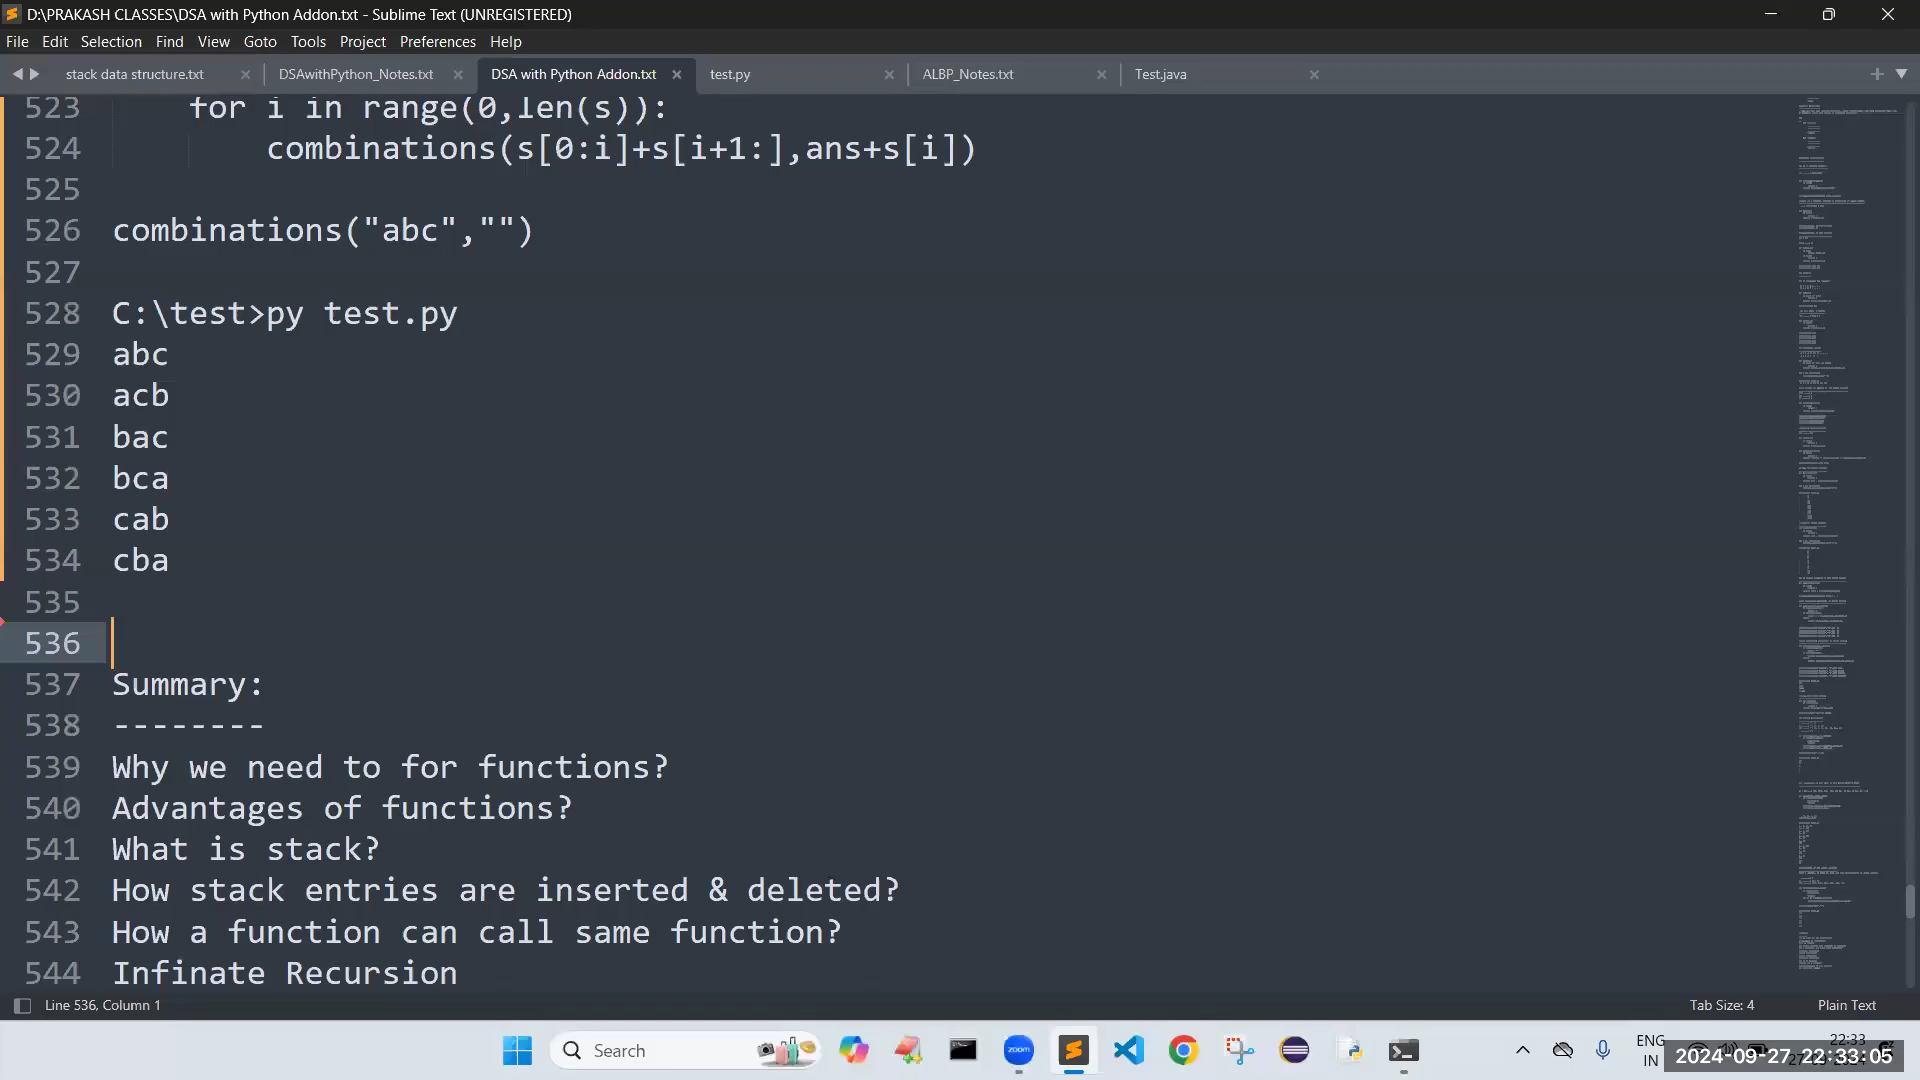 D:\PRAKASH CLASSES\DSA with Python Addon.txt - Sublime Text (UNREGISTERED)
File Edit Selection Find View Goto Tools Project Preferences Help
stack data structure.txt DSAwithPython_Notes.txt DSA with Python Addon.txt test.py ALBP_Notes.txt Test.java
523 for i in range(0,len(s)):
524 combinations(s[0:i]+s[i+1:],ans+s[i])
525
526 combinations("abc","")
527
528 C:\test>py test.py
529 abc
530 acb
531 bac
532 bca
533 cab
534 cba
535
536
537 Summary:
538 --------
539 Why we need to for functions?
540 Advantages of functions?
541 What is stack?
542 How stack entries are inserted & deleted?
543 How a function can call same function?
544 Infinate Recursion
Line 536, Column 1 Tab Size: 4 Plain Text
Search zoom ENG IN 22:33
2024-09-27 22:33:05